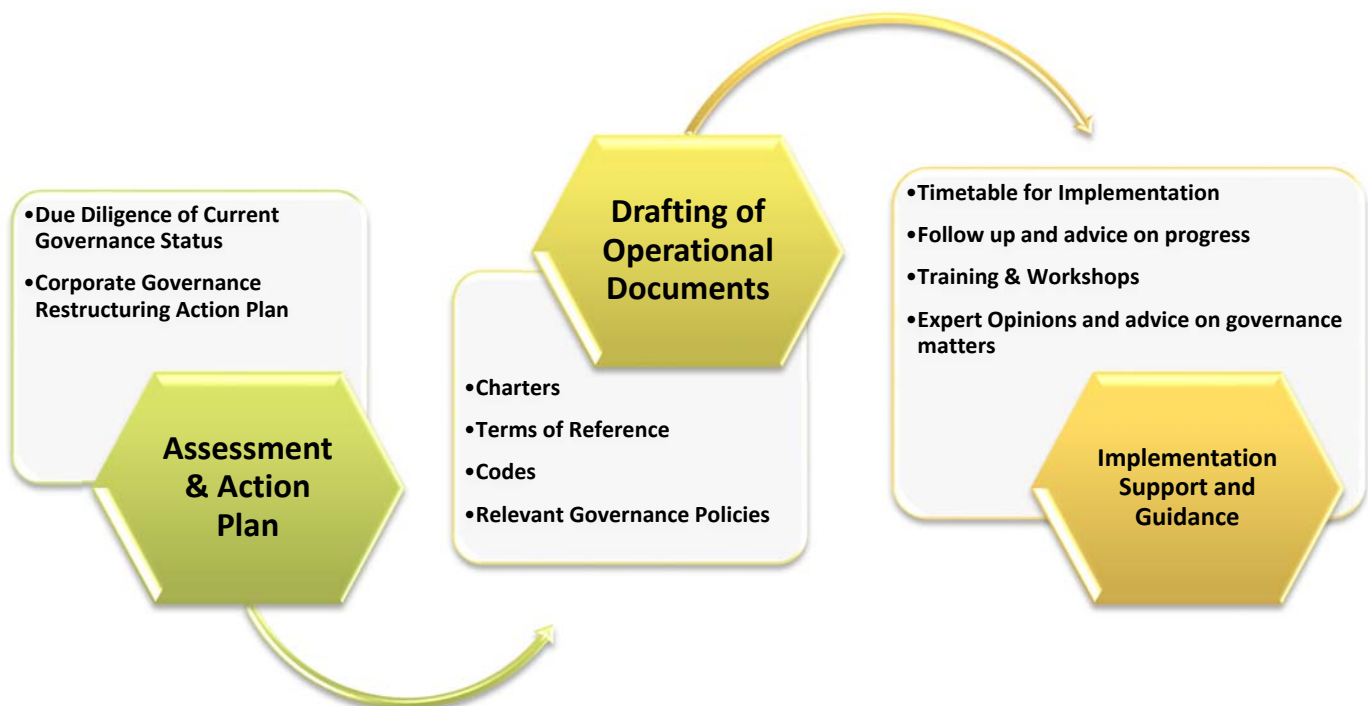 •Due Diligence of Current
Governance Status
•Corporate Governance
Restructuring Action Plan
Assessment
& Action
Plan
Drafting of
Operational
Documents
•Charters
•Terms of Reference
•Codes
•Relevant Governance Policies
•Timetable for Implementation
•Follow up and advice on progress
•Training & Workshops
•Expert Opinions and advice on governance
matters
Implementation
Support and
Guidance